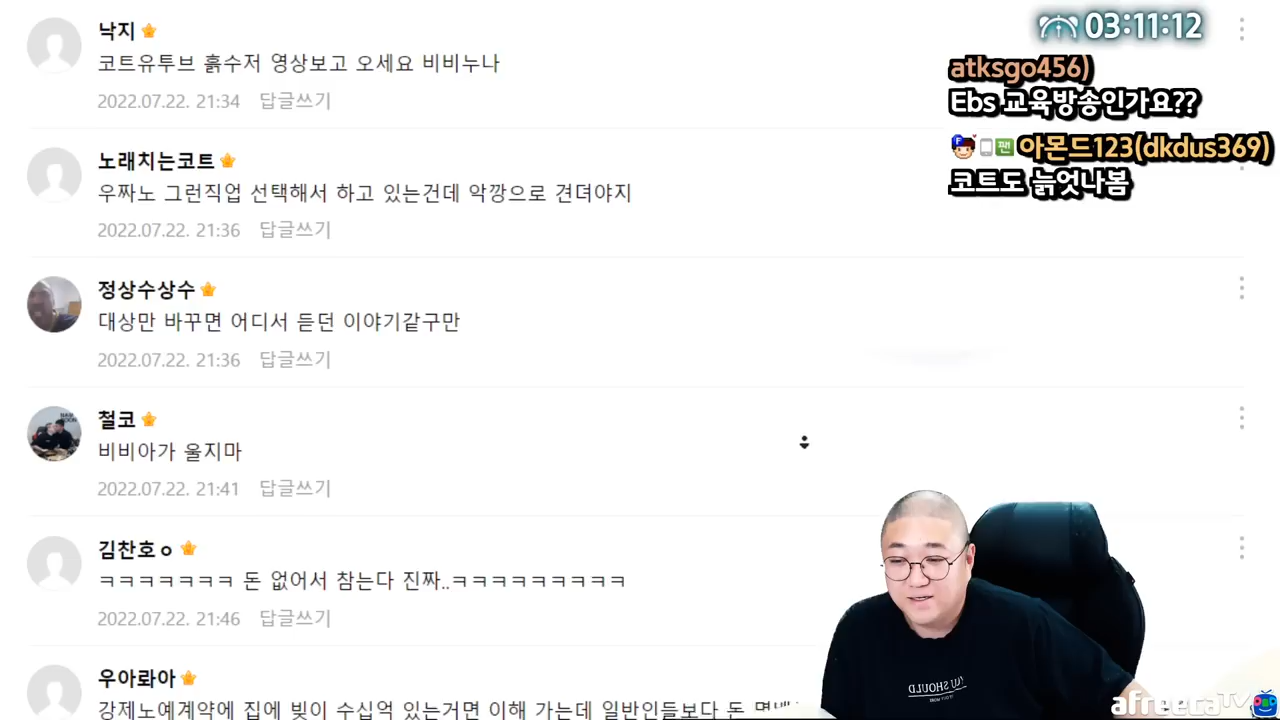 낙지
코트유투브 흙수저 영상보고 오세요 비비누나
2022.07.22. 21:34 답글쓰기
노래치는코트
우짜노 그런직업 선택해서 하고 있는건데 악깡으로 견뎌야지
2022.07.22. 21:36 답글쓰기
정상수상수
대상만 바꾸면 어디서 듣던 이야기같구만
2022.07.22. 21:36 답글쓰기
철코
비비아가 울지마
2022.07.22. 21:41 답글쓰기
김찬호ㅇ
ㅋㅋㅋㅋㅋㅋㅋ 돈 없어서 참는다 진짜..ㅋㅋㅋㅋㅋㅋㅋㅋㅋ
2022.07.22. 21:46 답글쓰기
우아롸아
강제노예계약에 집에 빚이 수십억 있는거면 이해 가는데 일반인들보다 돈
03:11:12
atksgo456)
Ebs 교육방송인가요??
팬 아몬드123(dkdus369)
코트도 늙엇나봄
afreecaTV